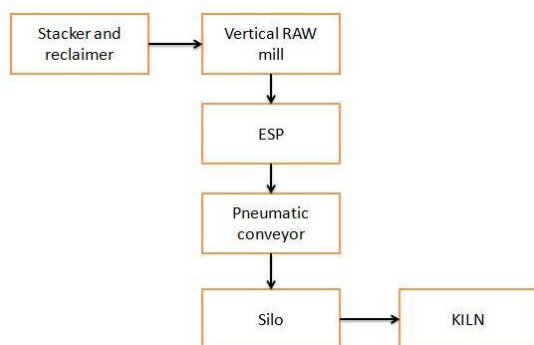 Stacker and
reclaimer
Vertical RAW
mill
ESP
Pneumatic
conveyor
Silo
KILN